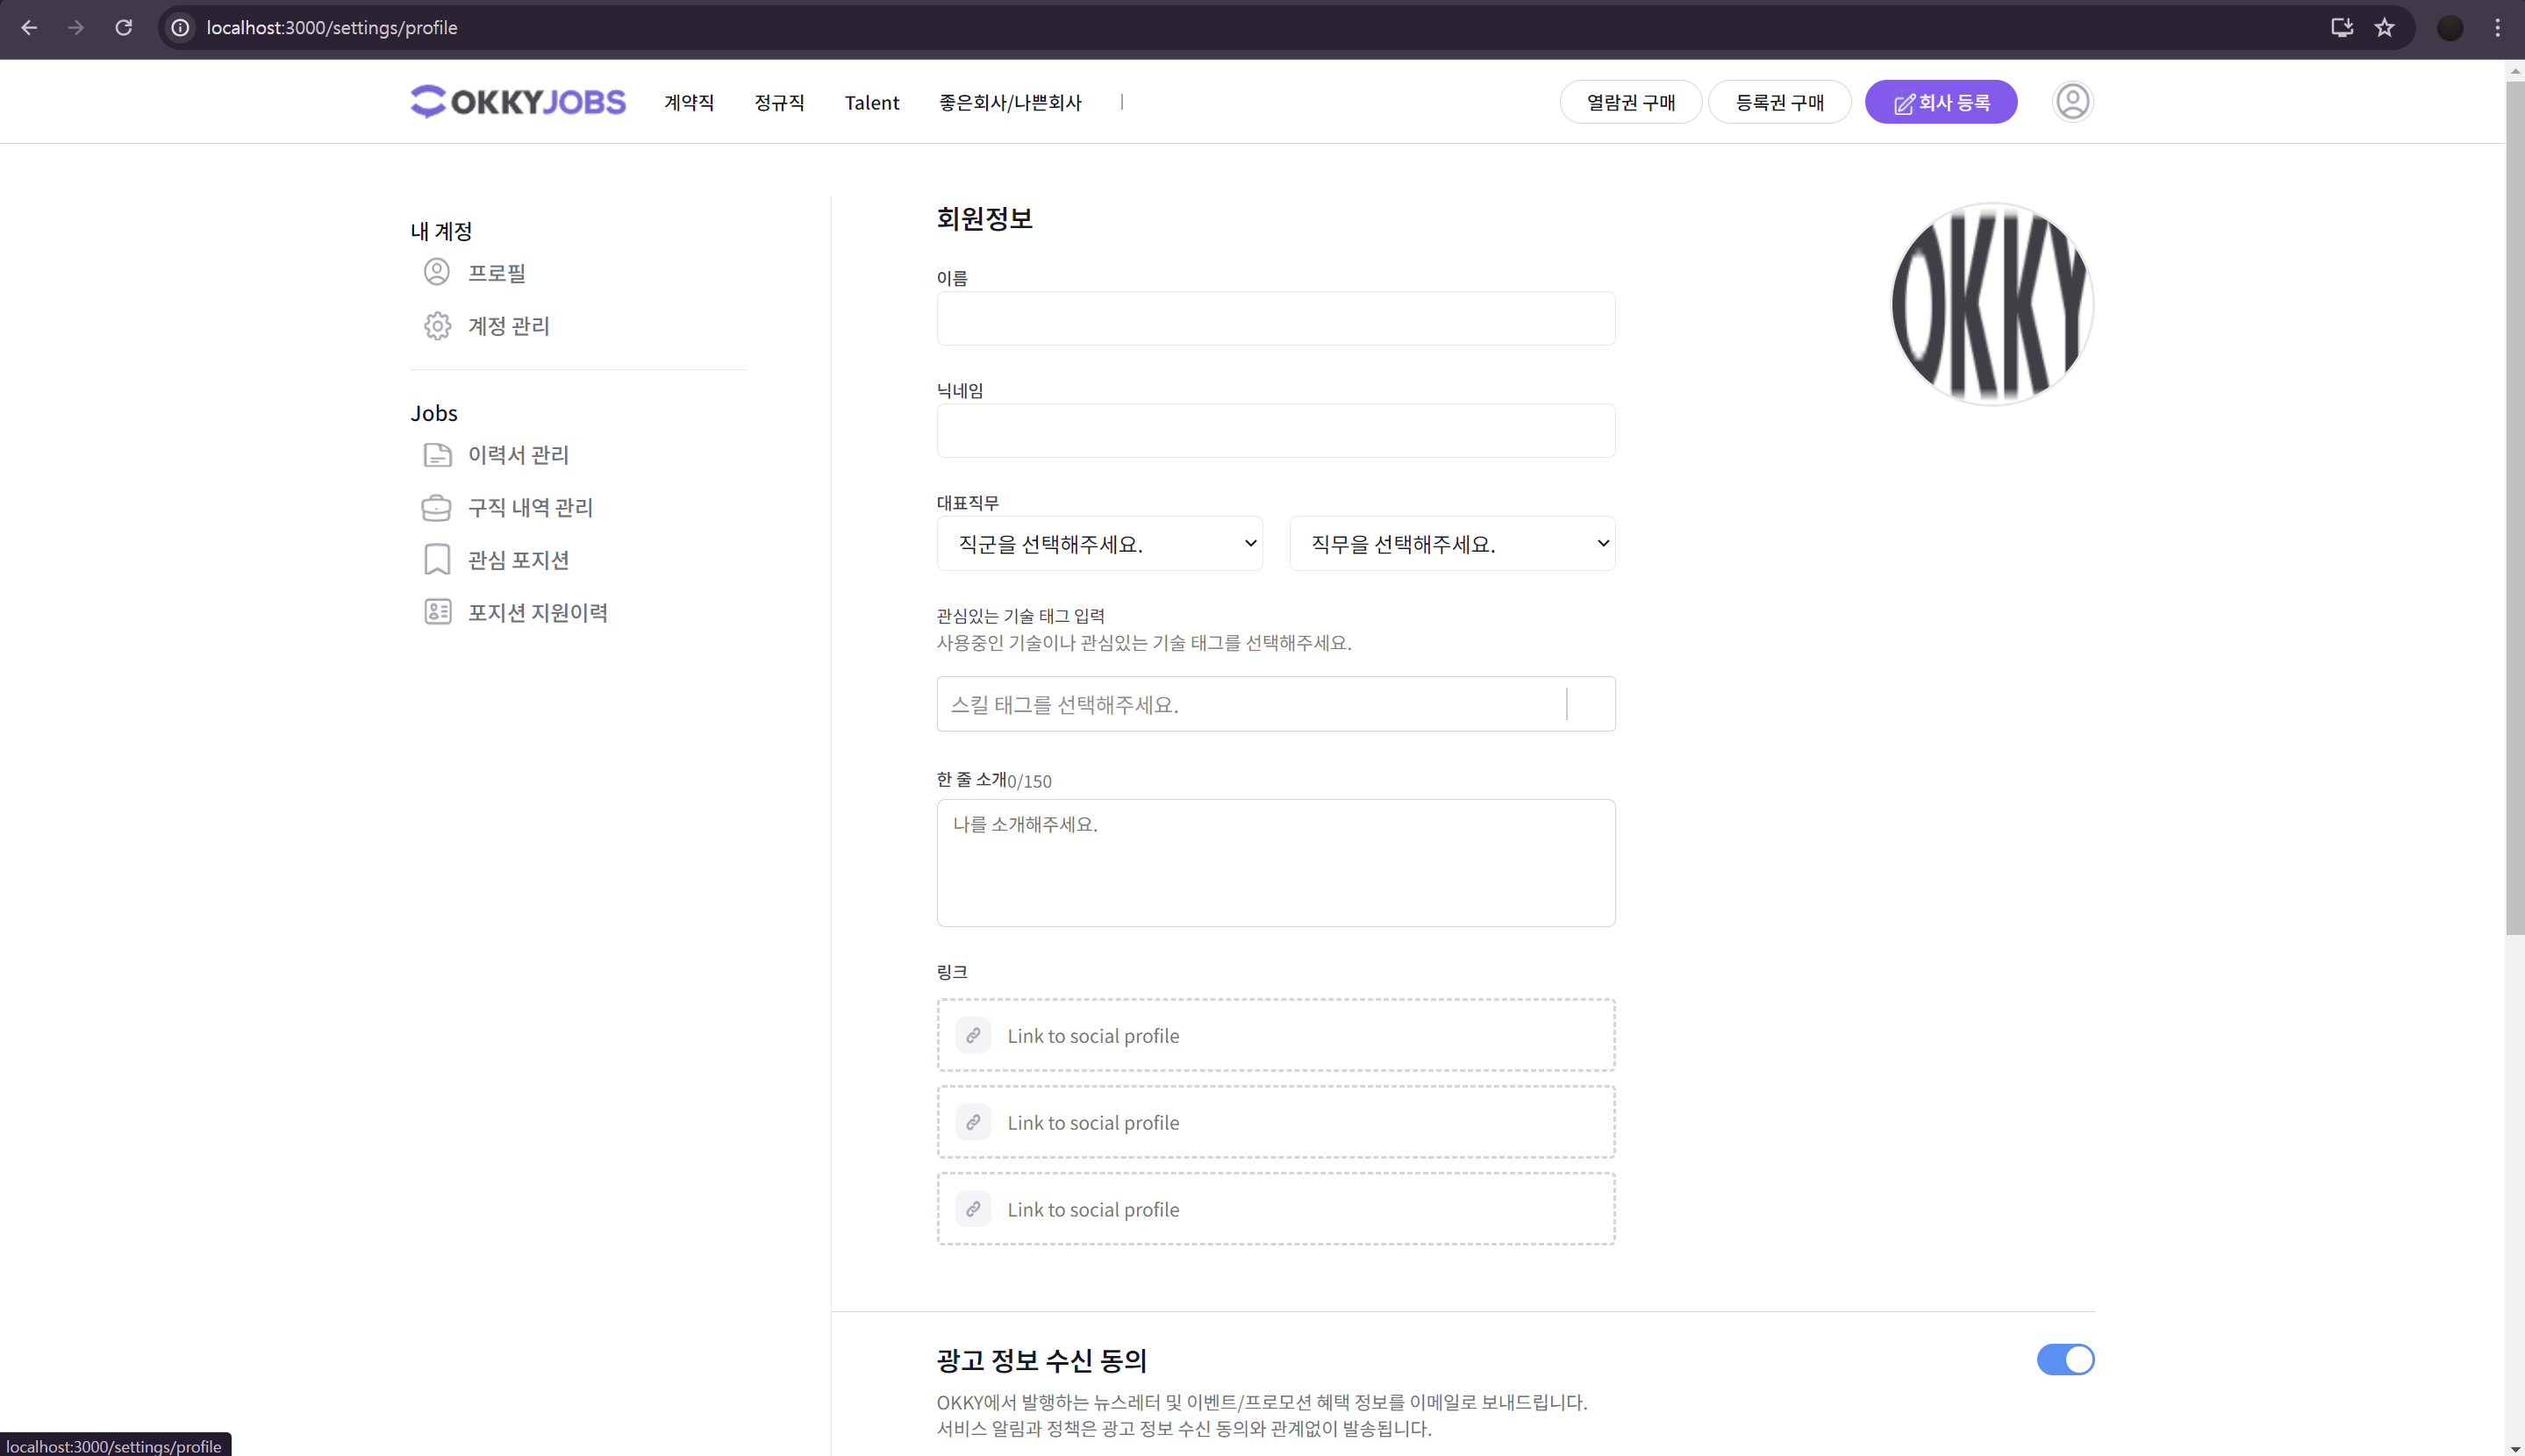 localhost:3000/settings/profile
OKKYJOBS
계약직
정규직
Talent
좋은회사/나쁜회사
열람권 구매
등록권 구매
회사 등록
내 계정
프로필
계정 관리
Jobs
이력서 관리
구직 내역 관리
관심 포지션
포지션 지원이력
회원정보
OKKY
이름
닉네임
대표직무
직군을 선택해주세요.
직무을 선택해주세요.
관심있는 기술 태그 입력
사용중인 기술이나 관심있는 기술 태그를 선택해주세요.
스킬 태그를 선택해주세요.
한 줄 소개0/150
나를 소개해주세요.
링크
Link to social profile
Link to social profile
Link to social profile
광고 정보 수신 동의
OKKY에서 발행하는 뉴스레터 및 이벤트/프로모션 혜택 정보를 이메일로 보내드립니다.
서비스 알림과 정책은 광고 정보 수신 동의와 관계없이 발송됩니다.
localhost:3000/settings/profile